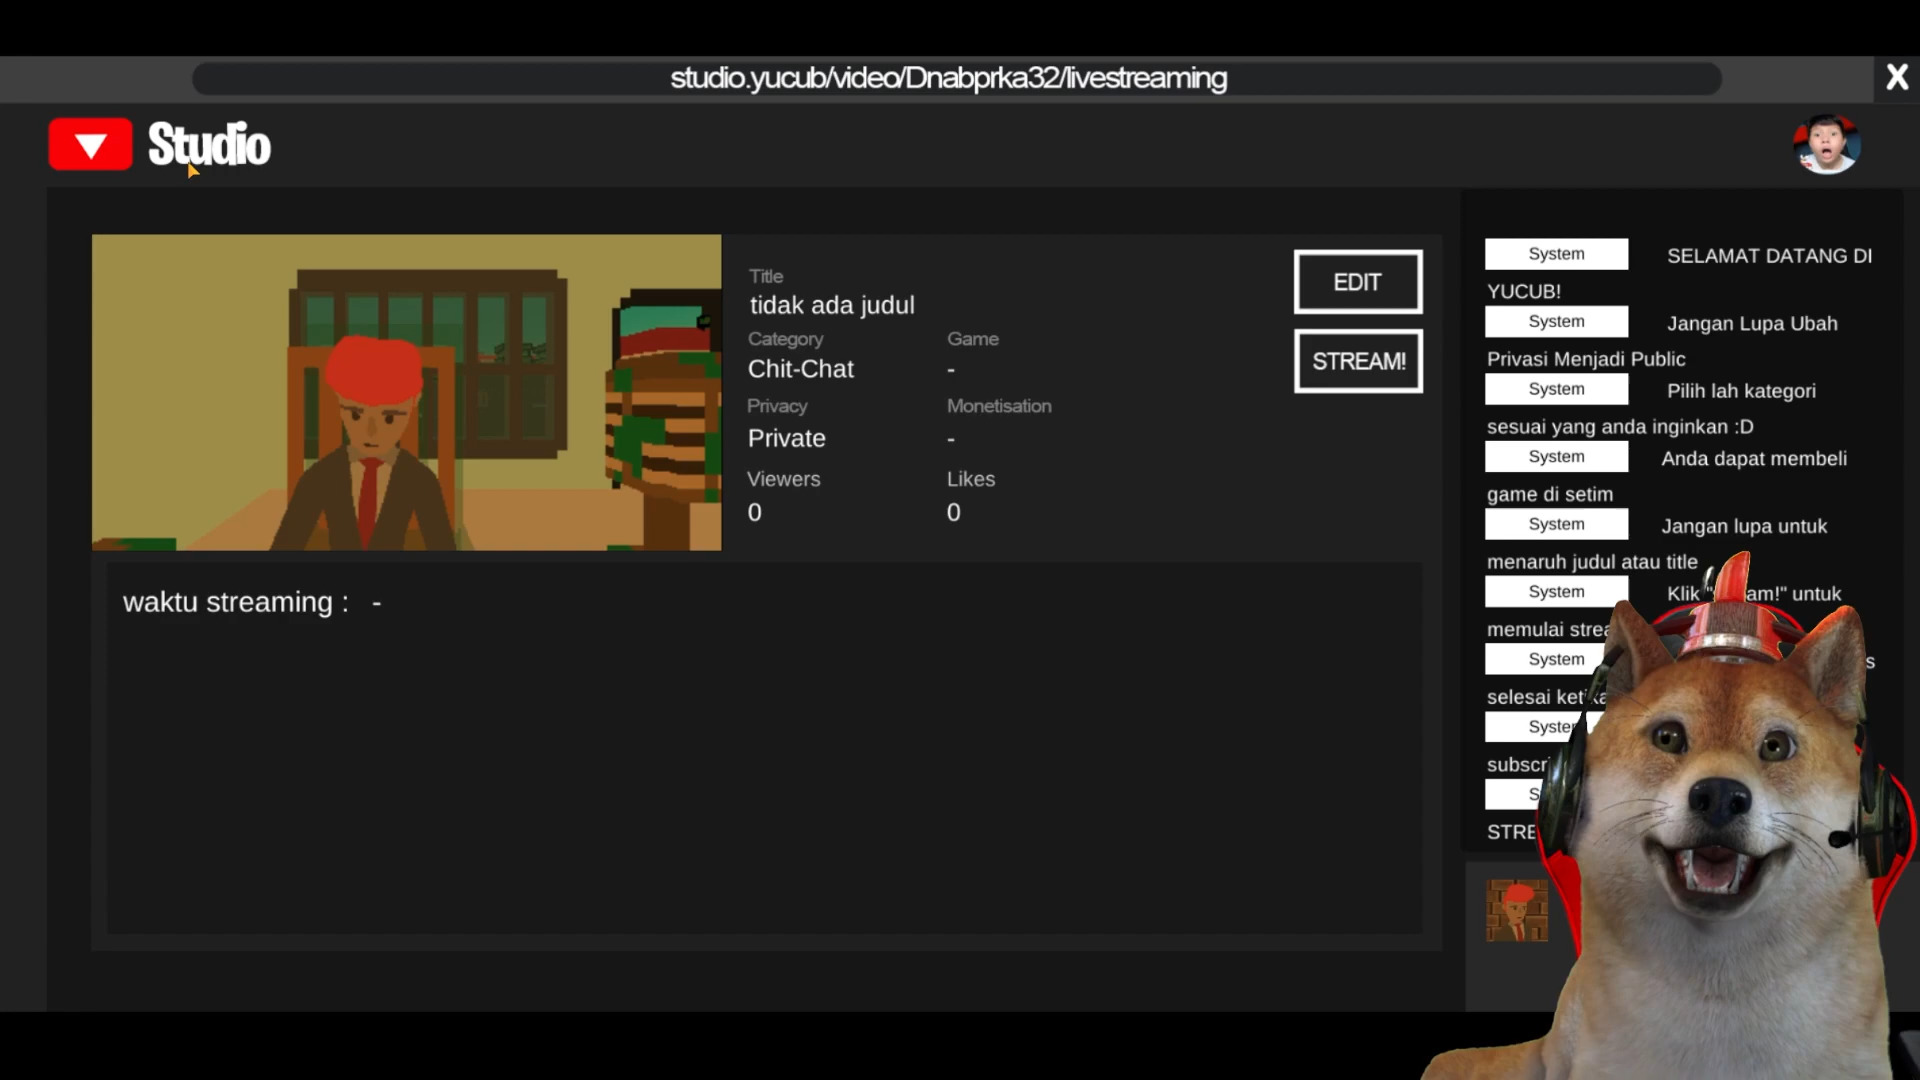 studio.yucub/video/Dnabprka32/livestreaming
X
Studio
Title
tidak ada judul
Category
Game
Chit-Chat
-
Privacy
Monetisation
Private
-
Viewers
Likes
0
0
EDIT
STREAM!
waktu streaming : -
System SELAMAT DATANG DI
YUCUB!
System Jangan Lupa Ubah
Privasi Menjadi Public
System Pilih lah kategori
sesuai yang anda inginkan :D
System Anda dapat membeli
game di setim
System Jangan lupa untuk
menaruh judul atau title
System Klik untuk
memulai
System
selesai
System